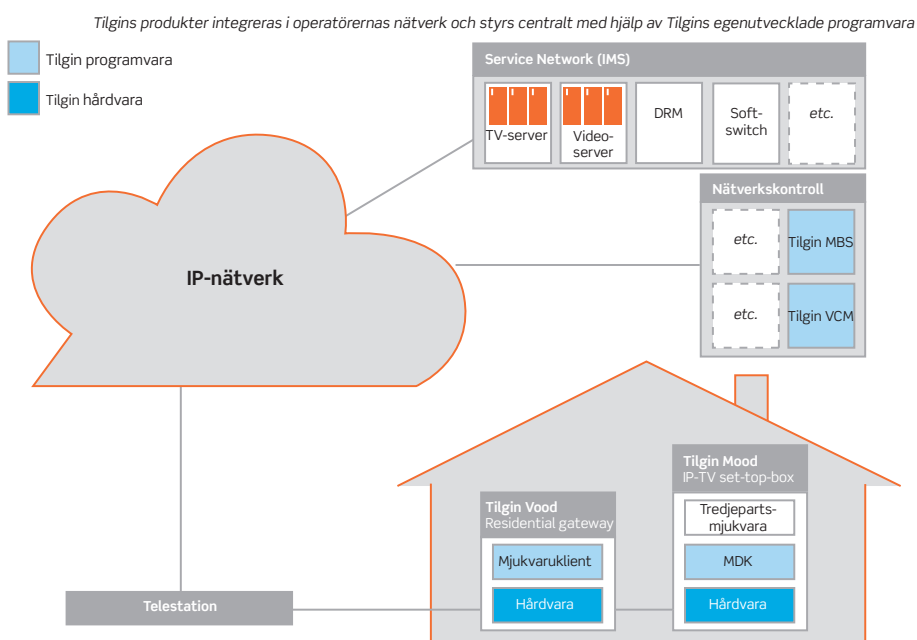 Tilgins produkter integreras i operatörernas nätverk och styrs centralt med hjälp av Tilgins egenutvecklade programvara
Tilgin programvara
Tilgin hårdvara
Service Network (IMS)
TV-server
Video-
server
DRM
Soft-
switch
etc.
Nätverkskontroll
etc.
Tilgin MBS
etc.
Tilgin VCM
IP-nätverk
Tilgin Mood
IP-TV set-top-box
Tredjeparts-
mjukvara
MDK
Hårdvara
Tilgin Vood
Residential gateway
Mjukvaruklient
Hårdvara
Telestation